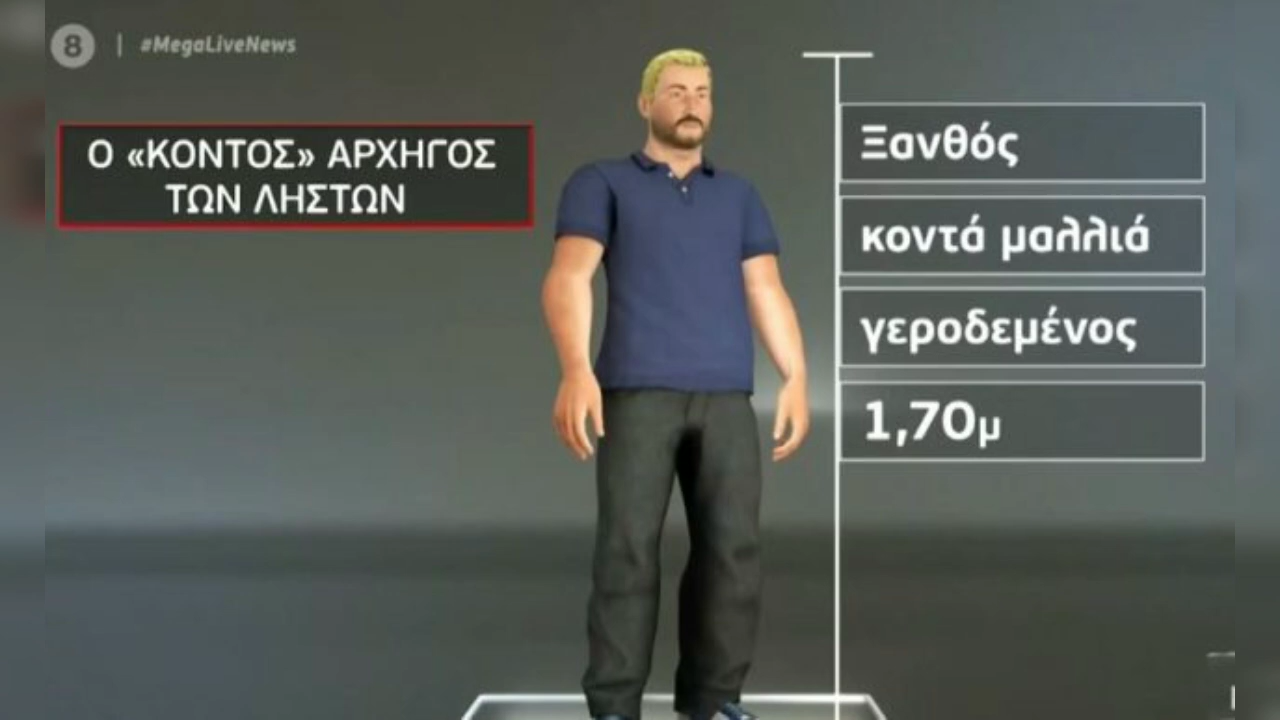 8 | #MegaLiveNews
Ο «ΚΟΝΤΟΣ» ΑΡΧΗΓΟΣ
ΤΩΝ ΛΗΣΤΩΝ
Ξανθός
κοντά μαλλιά
γεροδεμένος
1,70μ